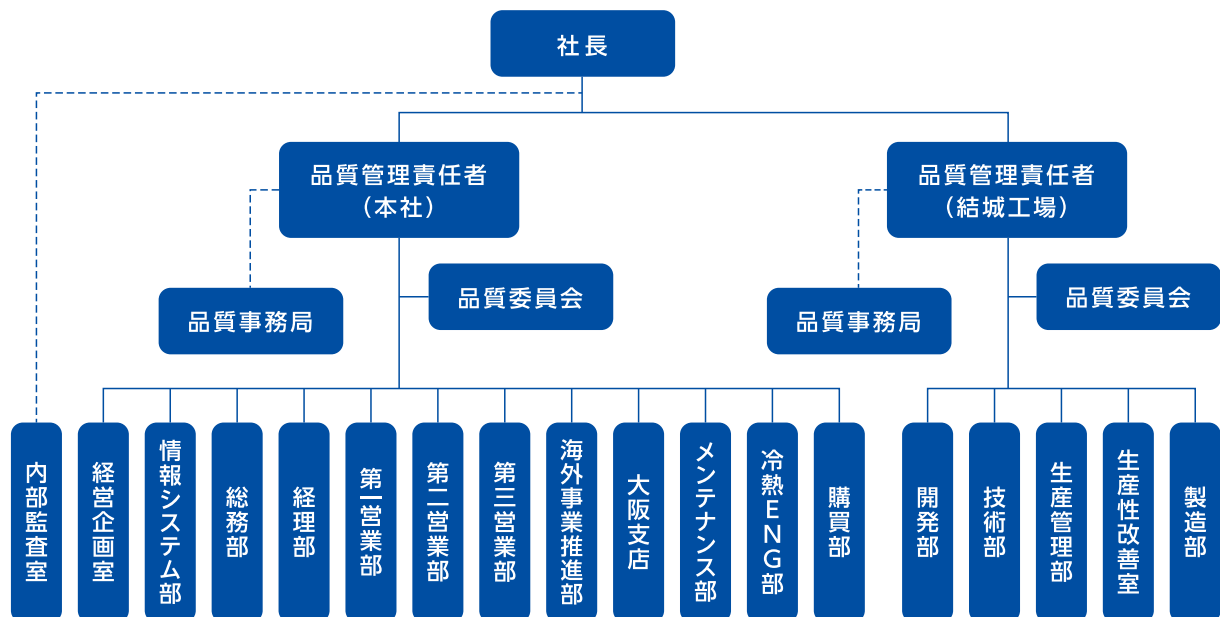 社長
品質管理責任者
（本社）
品質管理責任者
（結城工場）
品質事務局
品質委員会
品質事務局
品質委員会
内部監査室
経営企画室
情報システム部
総務部
経理部
第一営業部
第二営業部
第三営業部
海外事業推進部
大阪支店
メンテナンス部
冷熱ＥＮＧ部
購買部
開発部
技術部
生産管理部
生産性改善室
製造部